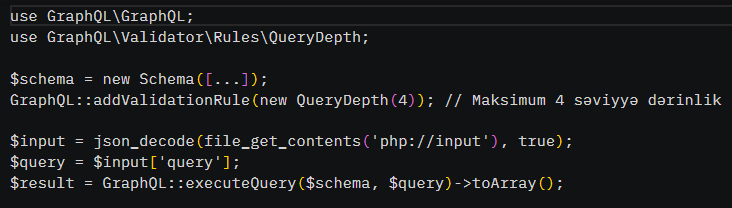 use GraphQL\GraphQL;
use GraphQL\Validator\Rules\QueryDepth;
$schema = new Schema([...]);
GraphQL::addValidationRule(new QueryDepth(4)); // Maksimum 4 səviyyə dərinlik
$input = json_decode(file_get_contents('php://input'), true);
$query = $input['query'];
$result = GraphQL::executeQuery($schema, $query)->toArray();